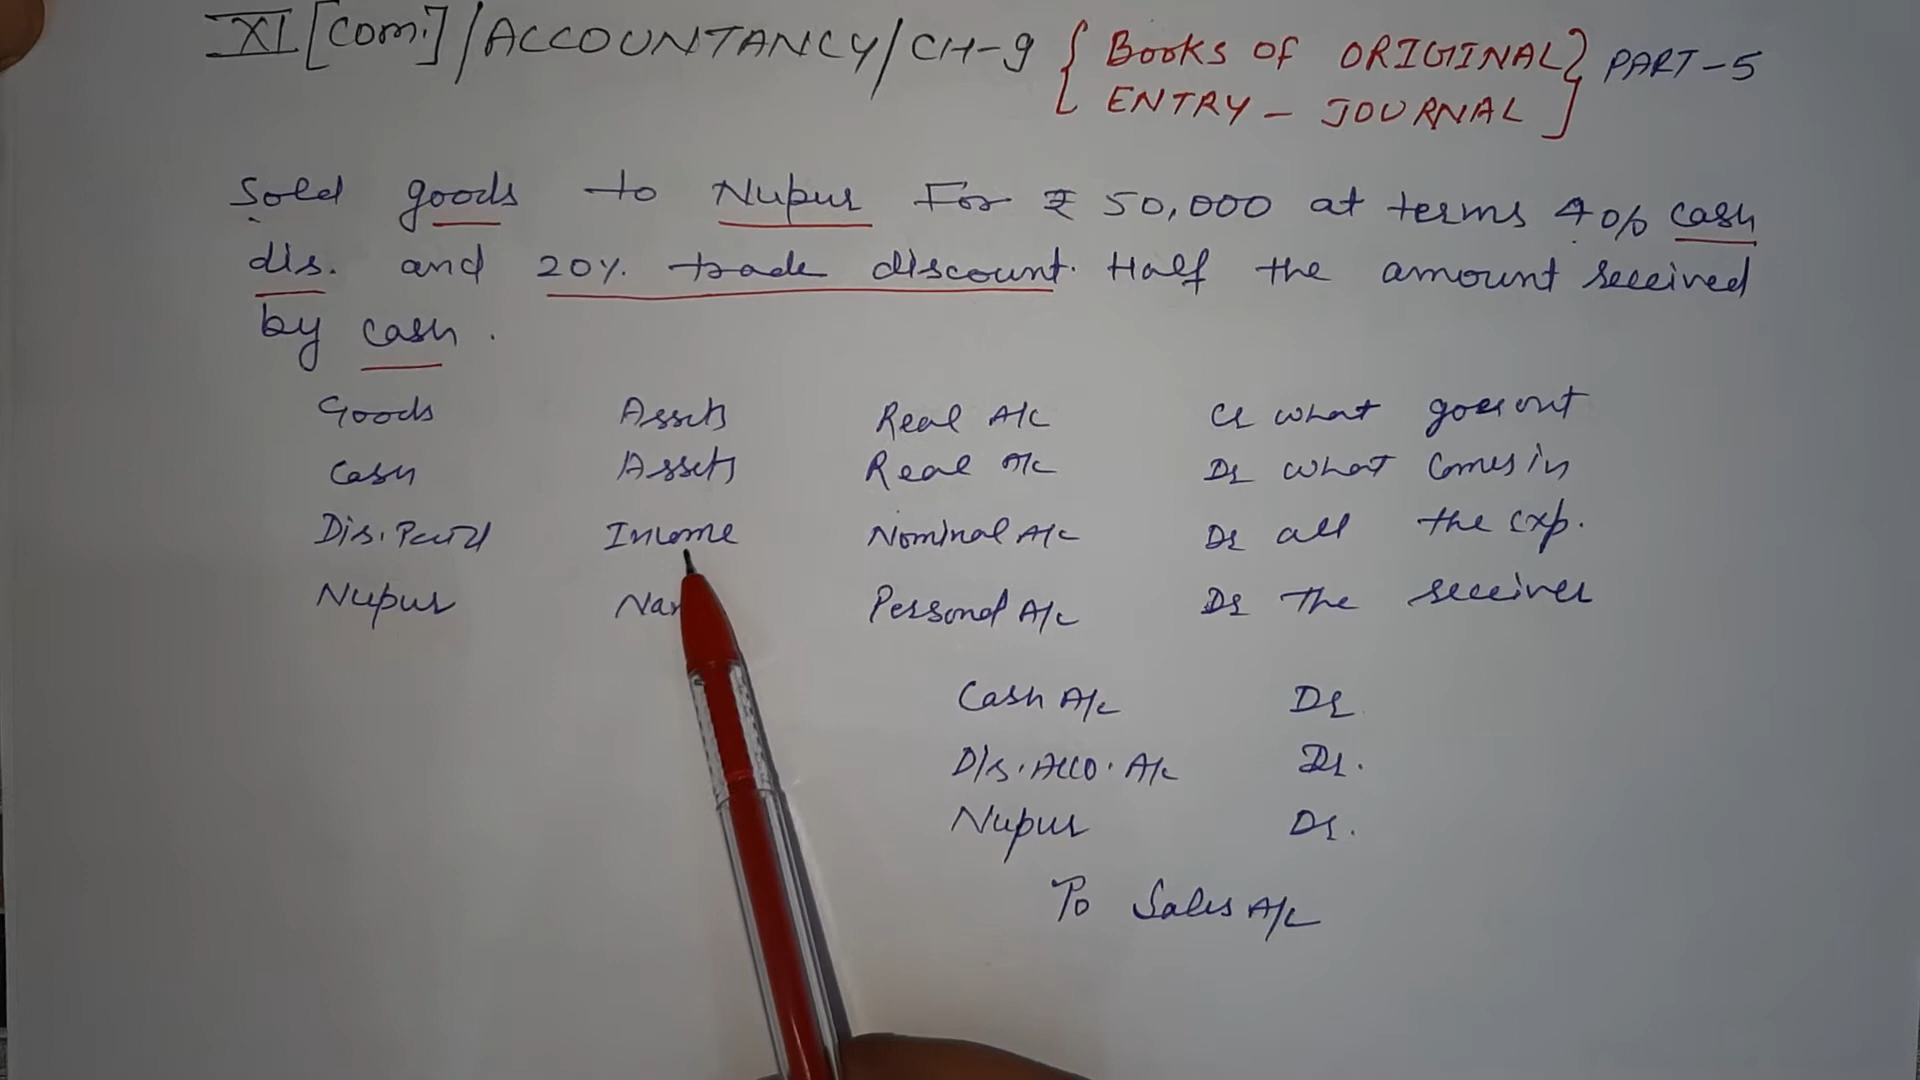 XI [Com.] / ACCOUNTANCY / CH-9 { Books of ORIGINAL } PART-5
ENTRY - JOURNAL
Sold goods to Nupur For ₹ 50,000 at terms 4% cash
dis. and 20% trade discount. Half the amount received
by cash.
Goods Assets Real A/c Cr what goes out
Cash Assets Real A/c Dr what Comes in
Dis. Paid Income Nominal A/c Dr all the exp.
Nupur Personal A/c Dr The receiver
Cash A/c Dr
Dis. Allo. A/c Dr.
Nupur Dr.
To Sales A/c